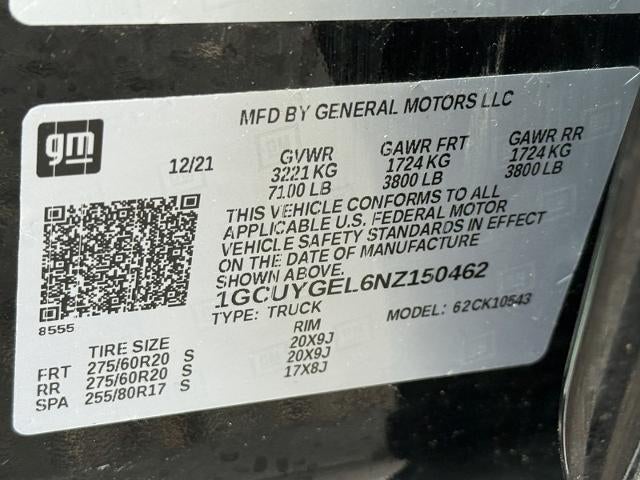 MFD BY GENERAL MOTORS LLC
gm
12/21 GVWR GAWR FRT GAWR RR
3221 KG 1724 KG 1724 KG
7100 LB 3800 LB 3800 LB
THIS VEHICLE CONFORMS TO ALL
APPLICABLE U.S. FEDERAL MOTOR
VEHICLE SAFETY STANDARDS IN EFFECT
ON THE DATE OF MANUFACTURE
SHOWN ABOVE.
1GCUYGEL6NZ150462
8555
TYPE: TRUCK MODEL: 62CK10543
TIRE SIZE RIM
FRT 275/60R20 S 20X9J
RR 275/60R20 S 20X9J
SPA 255/80R17 S 17X8J